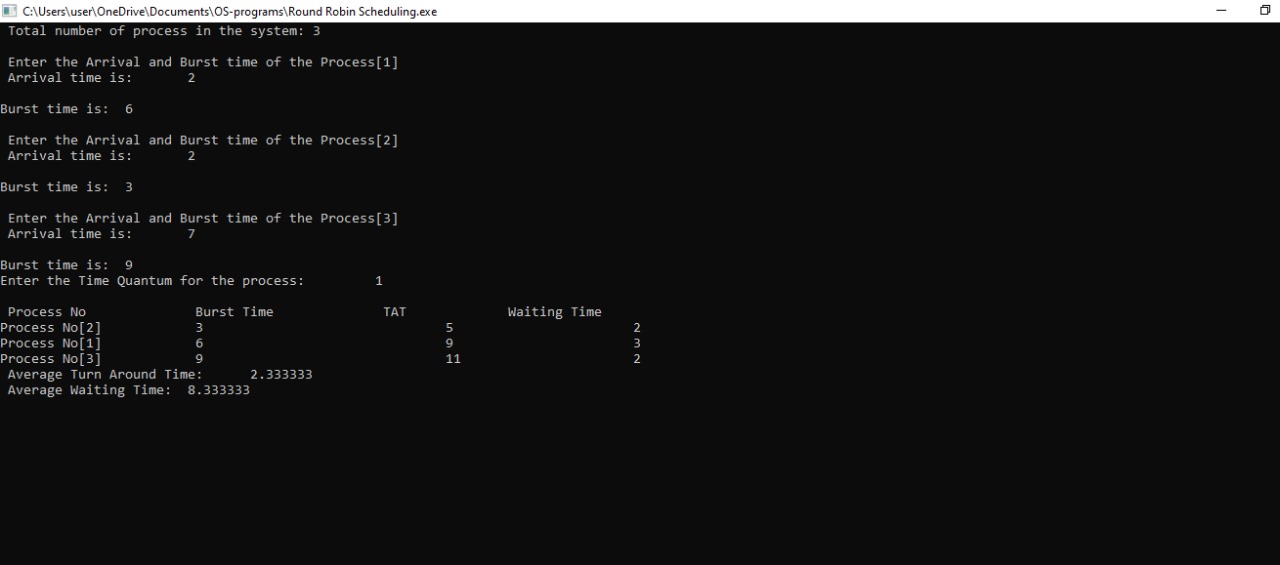 C:\Users\user\OneDrive\Documents\OS-programs\Round Robin Scheduling.exe
Total number of process in the system: 3
Enter the Arrival and Burst time of the Process[1]
Arrival time is: 2
Burst time is: 6
Enter the Arrival and Burst time of the Process[2]
Arrival time is: 2
Burst time is: 3
Enter the Arrival and Burst time of the Process[3]
Arrival time is: 7
Burst time is: 9
Enter the Time Quantum for the process: 1
Process No Burst Time TAT Waiting Time
Process No[2] 3 5 2
Process No[1] 6 9 3
Process No[3] 9 11 2
Average Turn Around Time: 2.333333
Average Waiting Time: 8.333333